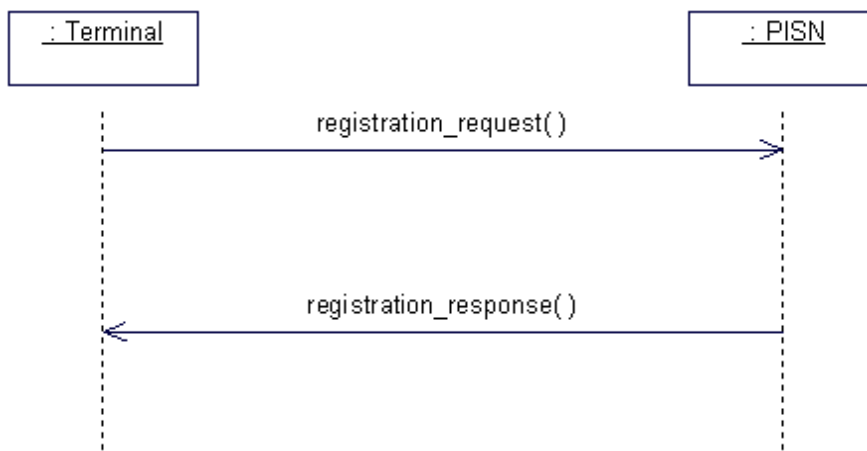 : Terminal
: PISN
registration_request( )
registration_response( )